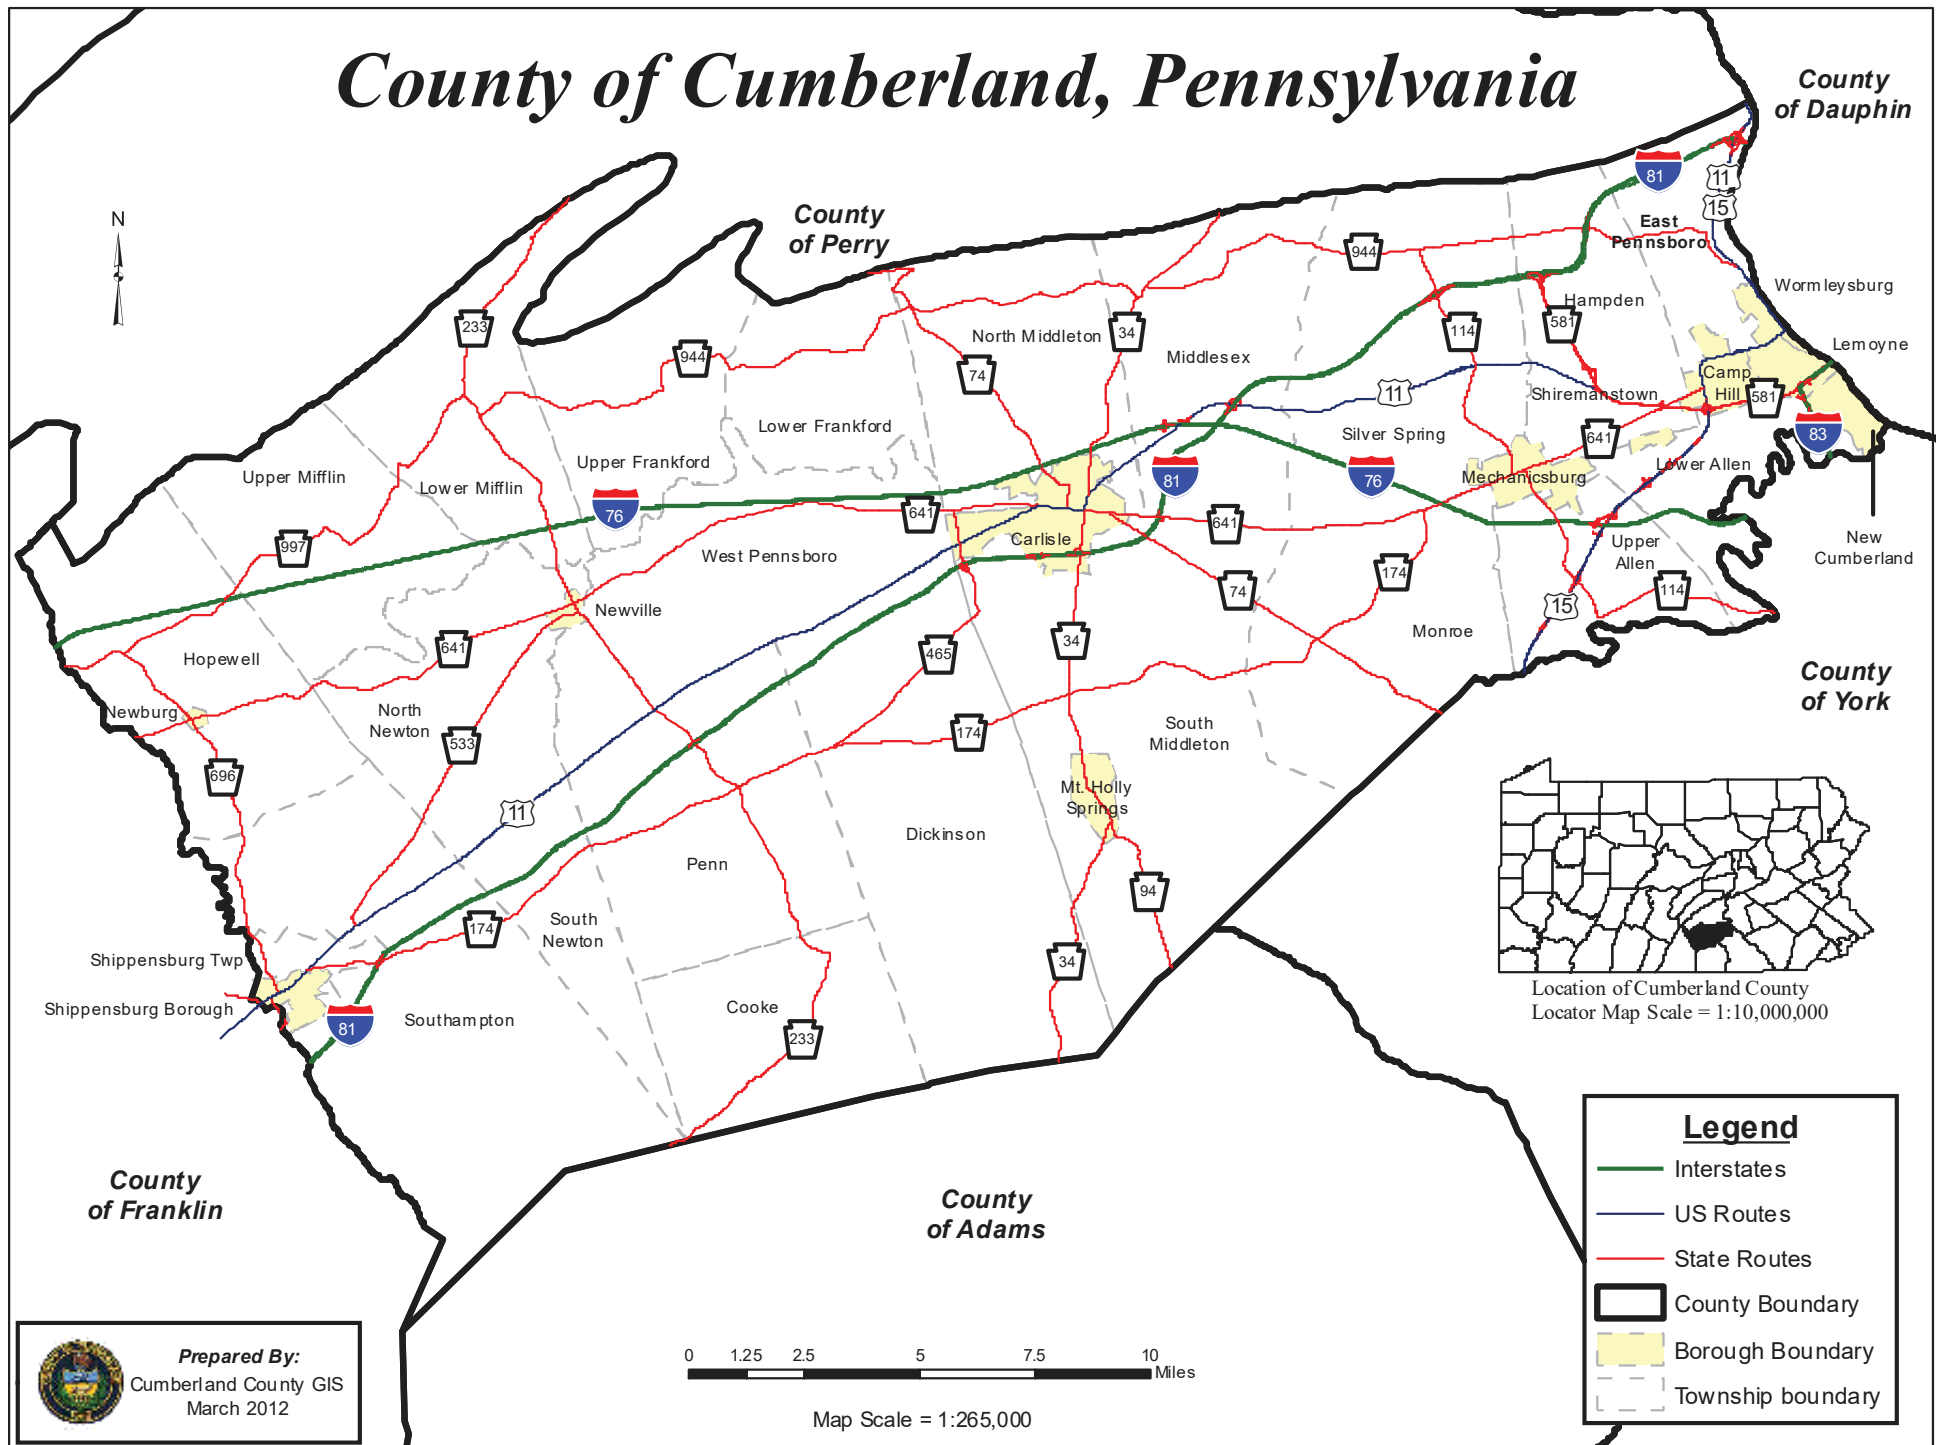 County of Cumberland, Pennsylvania
County
of Dauphin
N
County
of Perry
81
11
15
East
Pennsboro
944
Wormleysburg
Hampden
233
North Middleton
34
114
581
Lemoyne
944
Middlesex
74
Camp
Hill
11
Shiremanstown
581
Lower Frankford
Silver Spring
641
83
Upper Mifflin
Upper Frankford
Lower Mifflin
81
76
Mechanicsburg
Lower Allen
76
641
641
997
Carlisle
West Pennsboro
Upper
Allen
New
Cumberland
174
74
114
Newville
15
Hopewell
641
465
34
Monroe
County
of York
Newburg
North
Newton
533
174
South
Middleton
696
Mt. Holly
Springs
11
Dickinson
Penn
94
174
South
Newton
Shippensburg Twp
34
Location of Cumberland County
Locator Map Scale = 1:10,000,000
Shippensburg Borough
81
Southampton
Cooke
233
Legend
Interstates
US Routes
State Routes
County Boundary
Borough Boundary
Township boundary
County
of Franklin
County
of Adams
Prepared By:
Cumberland County GIS
March 2012
0 1.25 2.5 5 7.5 10
Miles
Map Scale = 1:265,000